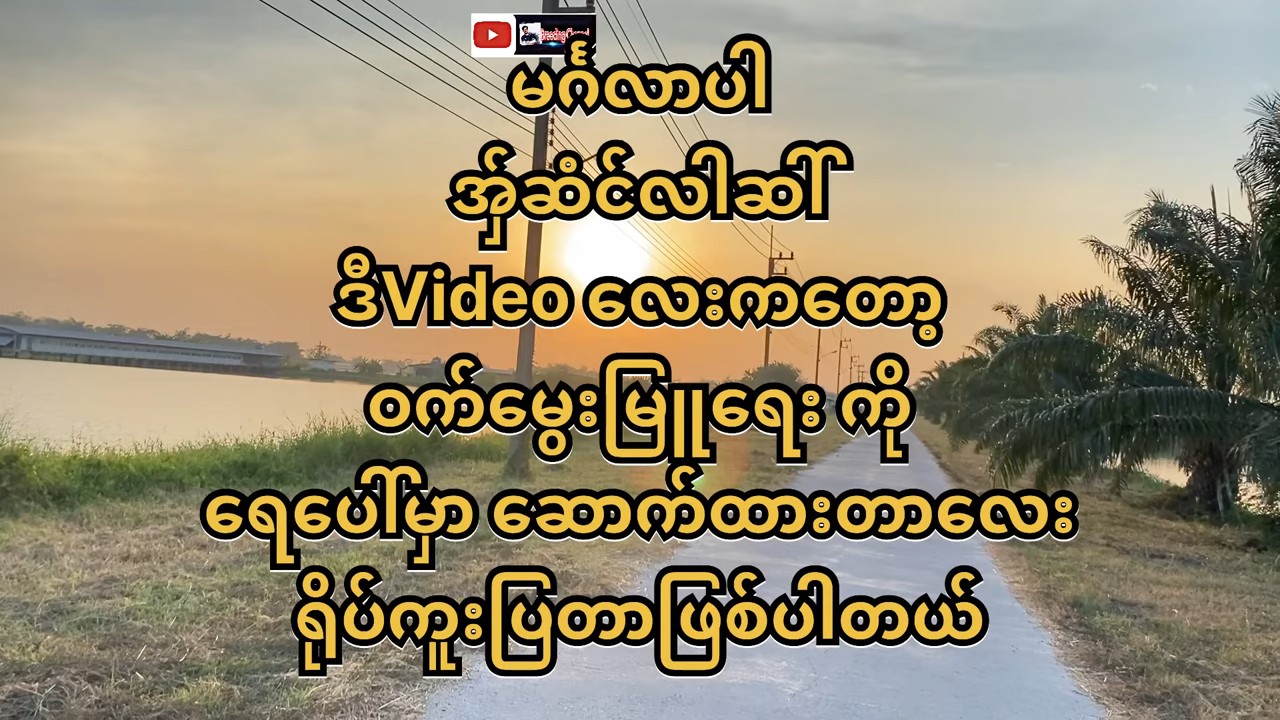 မင်္ဂလာပါ
အှ်ဆံင်လါဆါ်
ဒီVideo လေးကတော့
ဝက်မွေးမြူရေး ကို
ရေပေါ်မှာ ဆောက်ထားတာလေး
ရိုပ်ကူးပြတာဖြစ်ပါတယ်